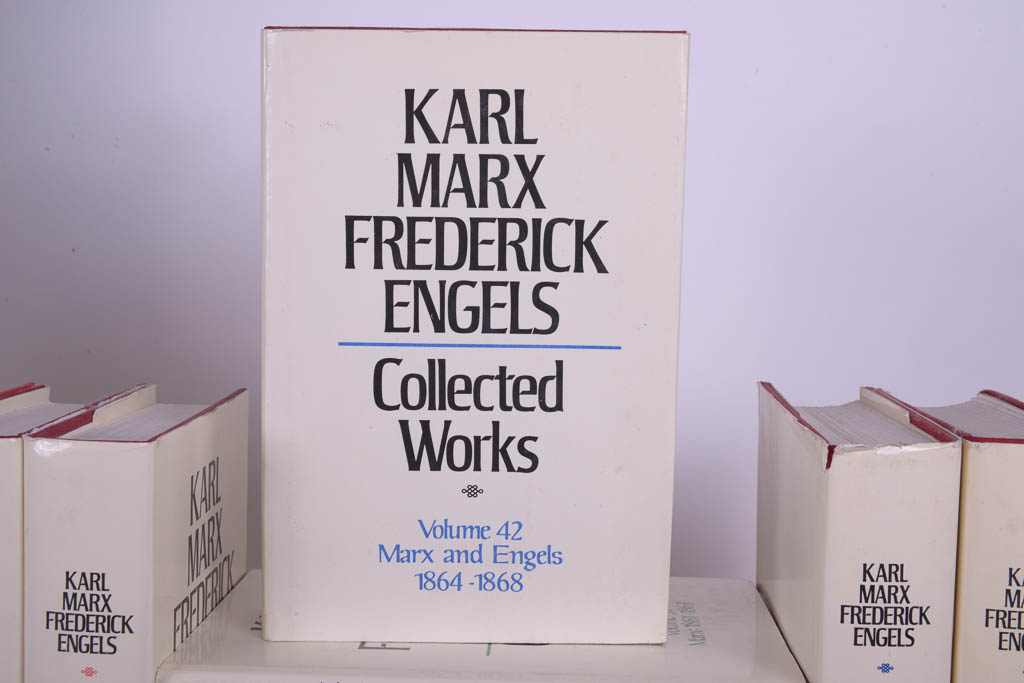 KARL
MARX
FREDERICK
ENGELS
Collected
Works
Volume 42
Marx and Engels
1864-1868
KARL
MARX
FREDERICK
KARL
MARX
FREDERICK
ENGELS
KARL
MARX
FREDERICK
ENGELS